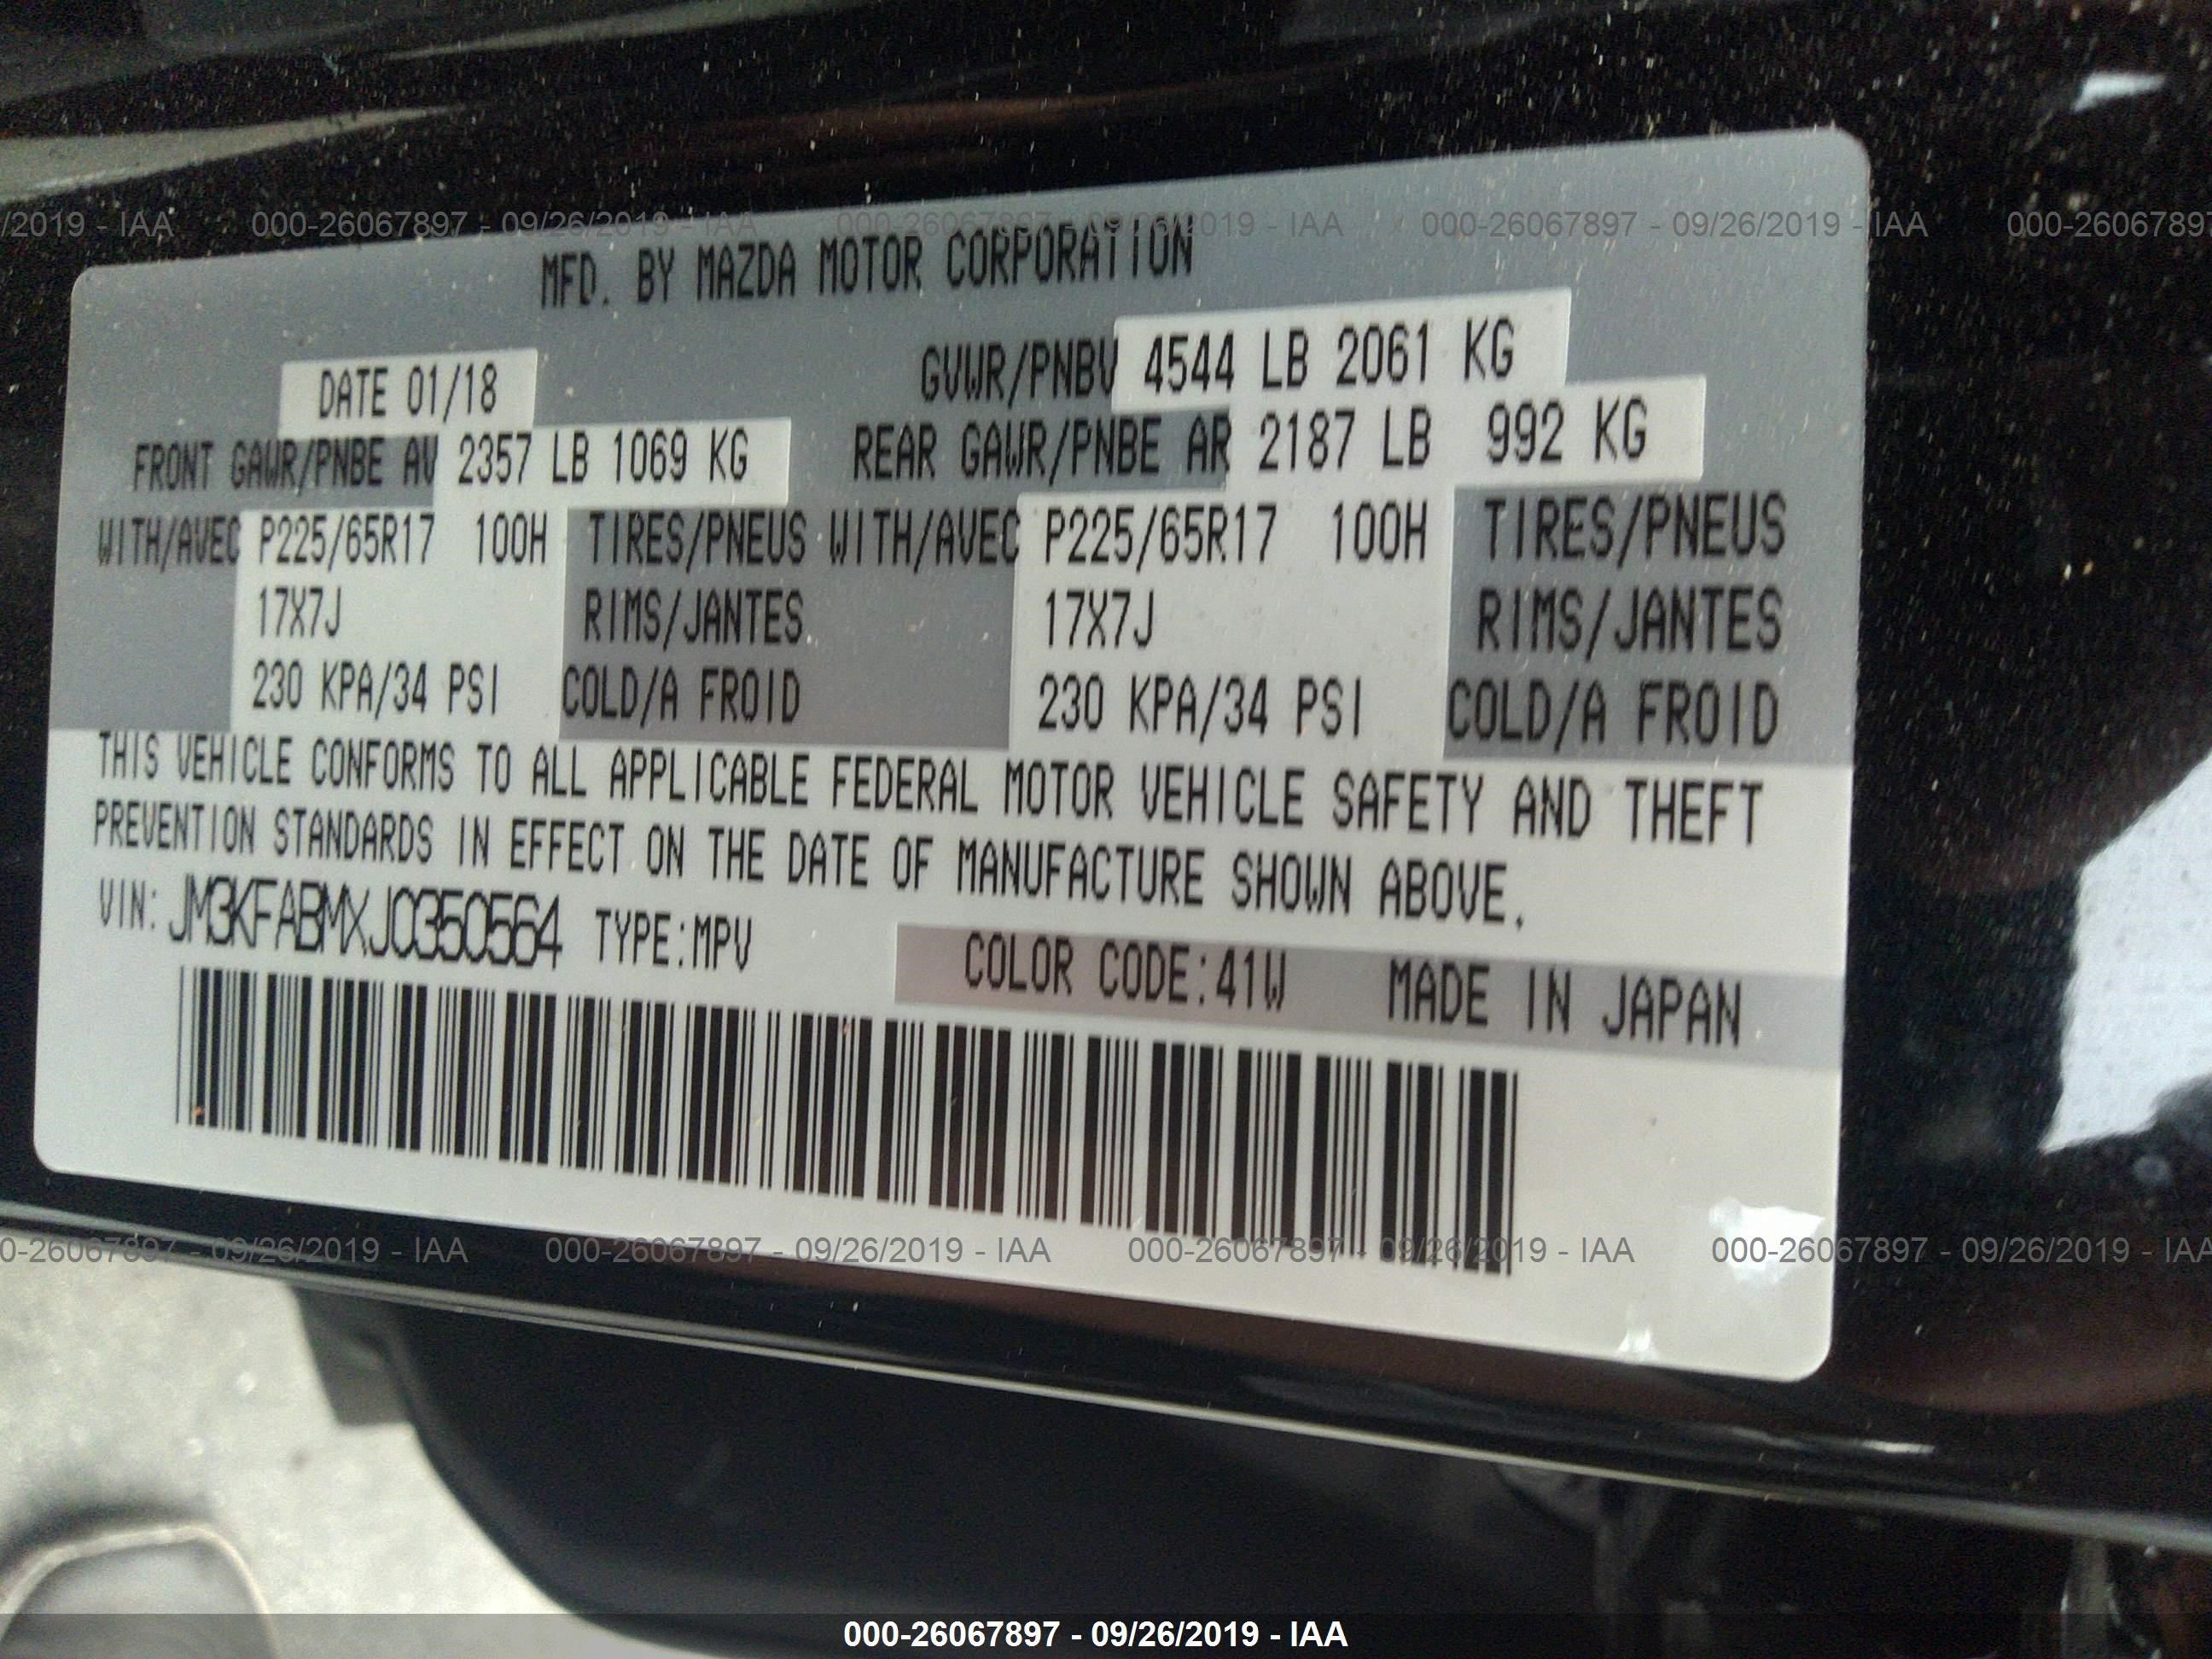 /2019 - IAA 000-26067897 - 09/26/2019 - IAA 000-26067897 - 09/26/2019 - IAA 000-26067897 - 09/26/2019 - IAA 000-2606789
MFD. BY MAZDA MOTOR CORPORATION
DATE 01/18 GVWR/PNBV 4544 LB 2061 KG
FRONT GAWR/PNBE AV 2357 LB 1069 KG REAR GAWR/PNBE AR 2187 LB 992 KG
WITH/AVEC P225/65R17 100H TIRES/PNEUS WITH/AVEC P225/65R17 100H TIRES/PNEUS
17X7J RIMS/JANTES 17X7J RIMS/JANTES
230 KPA/34 PSI COLD/A FROID 230 KPA/34 PSI COLD/A FROID
THIS VEHICLE CONFORMS TO ALL APPLICABLE FEDERAL MOTOR VEHICLE SAFETY AND THEFT
PREVENTION STANDARDS IN EFFECT ON THE DATE OF MANUFACTURE SHOWN ABOVE.
VIN: JM3KFABMXJ0350564 TYPE:MPV COLOR CODE:41W MADE IN JAPAN
0-26067897 - 09/26/2019 - IAA 000-26067897 - 09/26/2019 - IAA 000-26067897 - 09/26/2019 - IAA 000-26067897 - 09/26/2019 - IAA
000-26067897 - 09/26/2019 - IAA